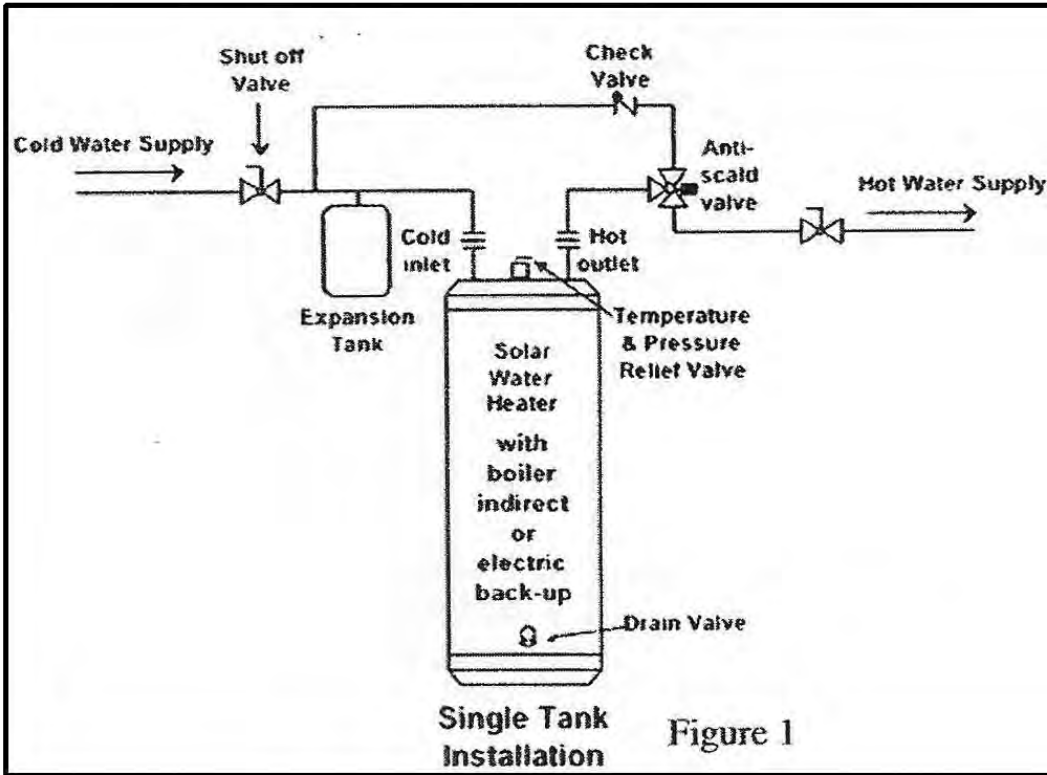 Shut off
Valve
Check
Valve
Cold Water Supply
Anti-
scald
valve
Hot Water Supply
Cold
inlet
Hot
outlet
Expansion
Tank
Temperature
& Pressure
Relief Valve
Solar
Water
Heater
with
boiler
indirect
or
electric
back-up
Drain Valve
Single Tank
Installation
Figure 1